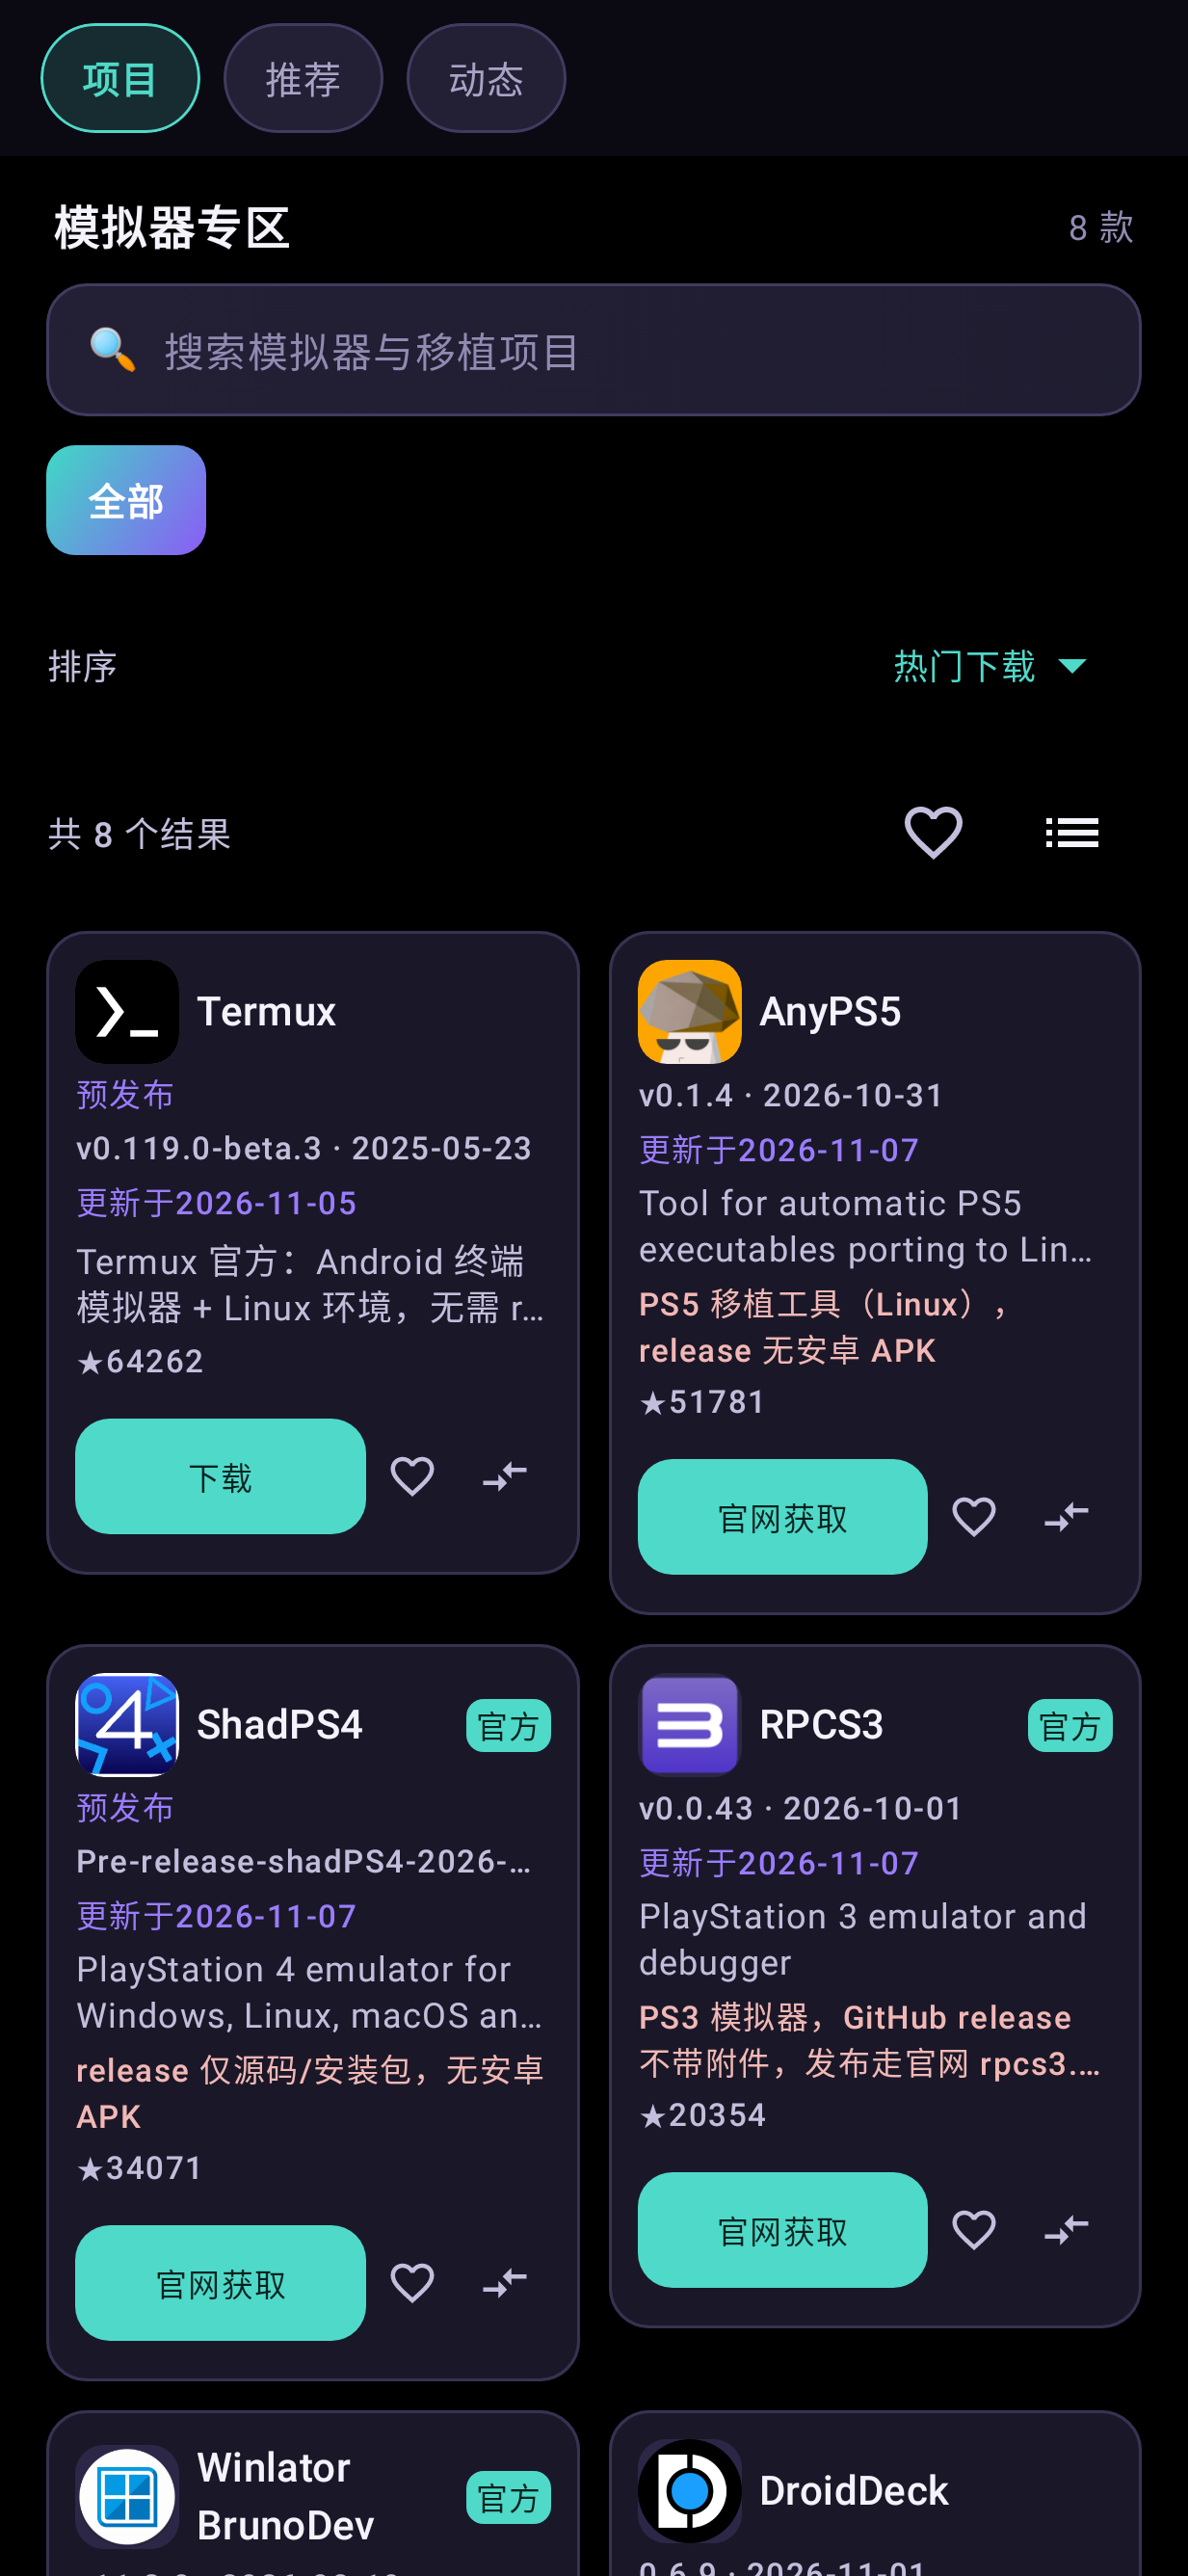 项目
推荐
动态
模拟器专区
8 款
搜索模拟器与移植项目
全部
排序
热门下载
共 8 个结果
Termux
预发布
v0.119.0-beta.3 · 2025-05-23
更新于2026-11-05
Termux 官方：Android 终端
模拟器 + Linux 环境，无需 r…
★64262
下载
AnyPS5
v0.1.4 · 2026-10-31
更新于2026-11-07
Tool for automatic PS5
executables porting to Lin…
PS5 移植工具（Linux），
release 无安卓 APK
★51781
官网获取
ShadPS4
官方
预发布
Pre-release-shadPS4-2026-…
更新于2026-11-07
PlayStation 4 emulator for
Windows, Linux, macOS an…
release 仅源码/安装包，无安卓
APK
★34071
官网获取
RPCS3
官方
v0.0.43 · 2026-10-01
更新于2026-11-07
PlayStation 3 emulator and
debugger
PS3 模拟器，GitHub release
不带附件，发布走官网 rpcs3.…
★20354
官网获取
Winlator
BrunoDev
官方
DroidDeck
0.6.9 · 2026-11-01